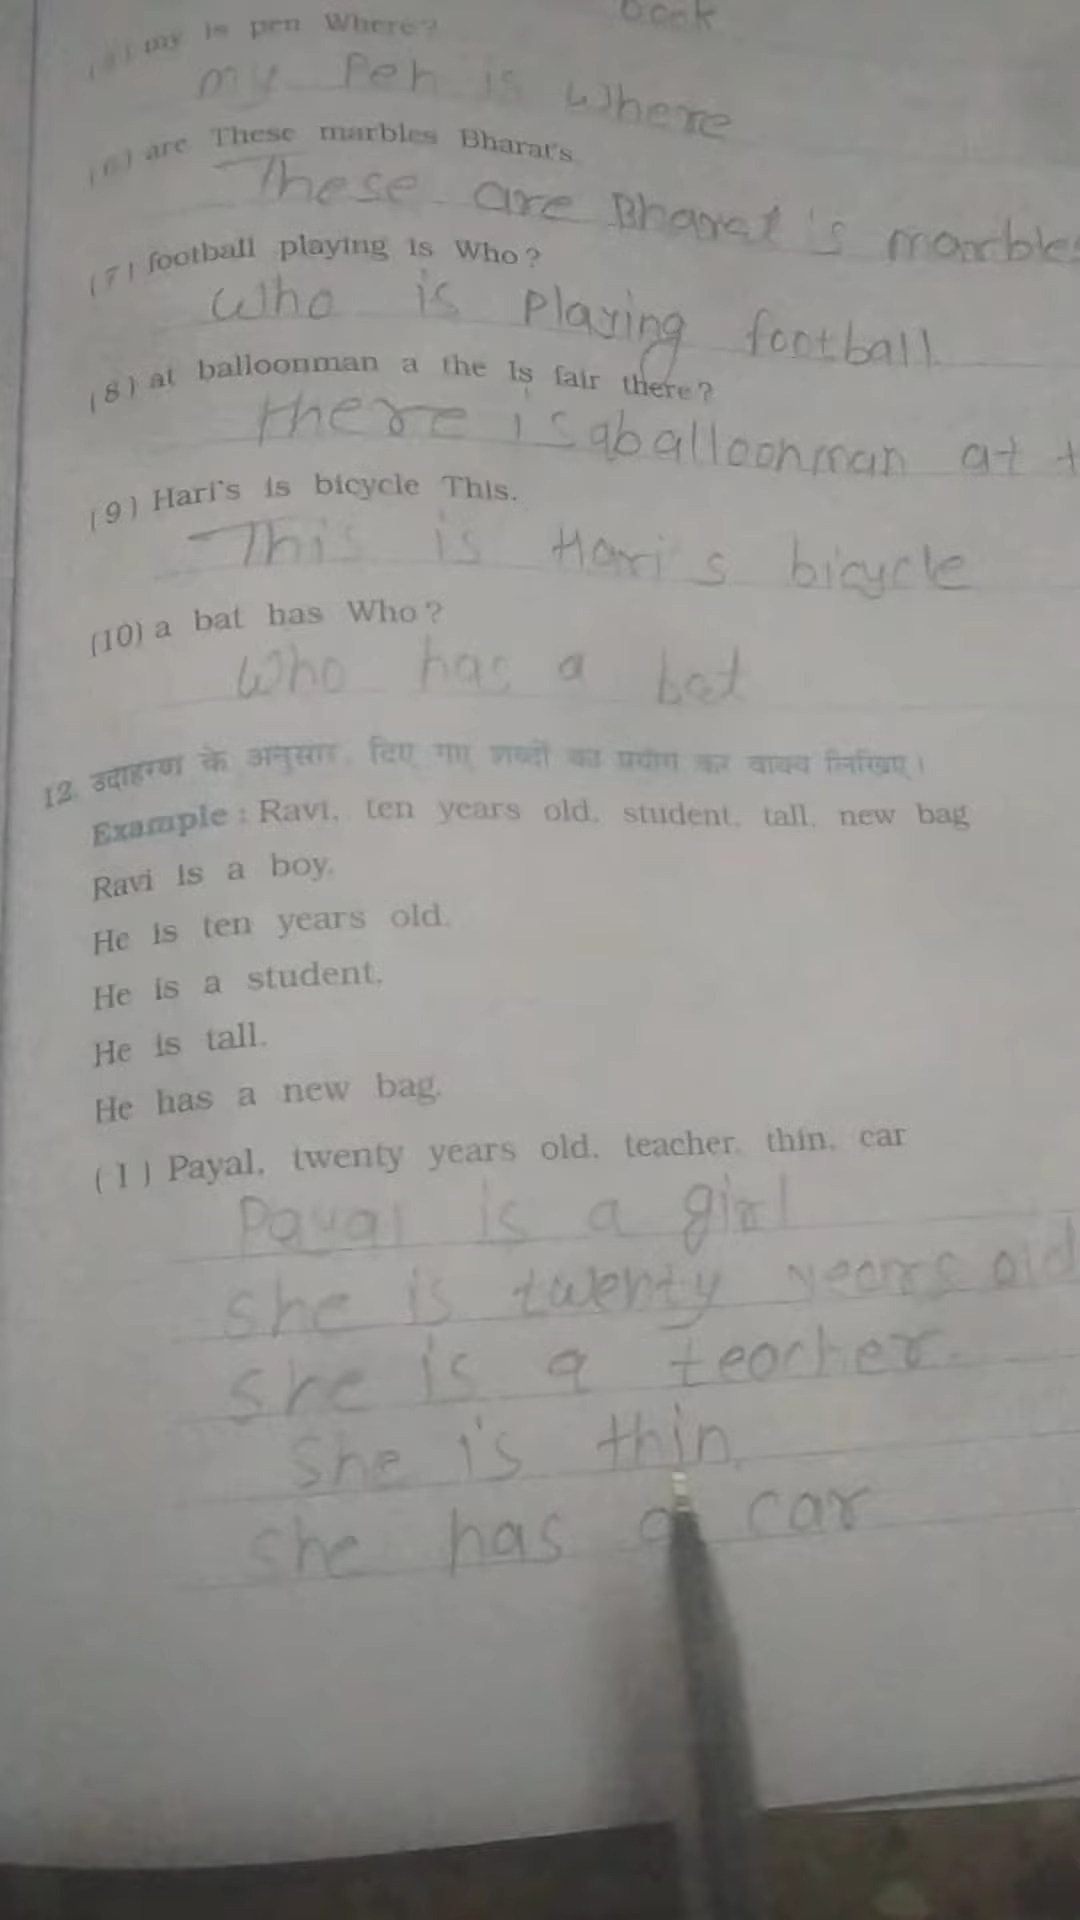 book
my is pen Where?
my Pen is where
(6) are These marbles Bharat's.
These are Bharat's marbles
(7) football playing is Who?
Who is Playing football
(8) at balloonman a the Is fair there?
there is a balloonman at t
(9) Hari's is bicycle This.
This is Hari's bicycle
(10) a bat has Who?
Who has a bat
12. उदाहरण के अनुसार, दिए गए शब्दों का प्रयोग कर वाक्य लिखिए।
Example : Ravi, ten years old, student, tall, new bag
Ravi is a boy.
He is ten years old.
He is a student.
He is tall.
He has a new bag.
(1) Payal, twenty years old, teacher, thin, car
Payal is a girl
she is twenty years old
she is a teacher.
she is thin
she has a car